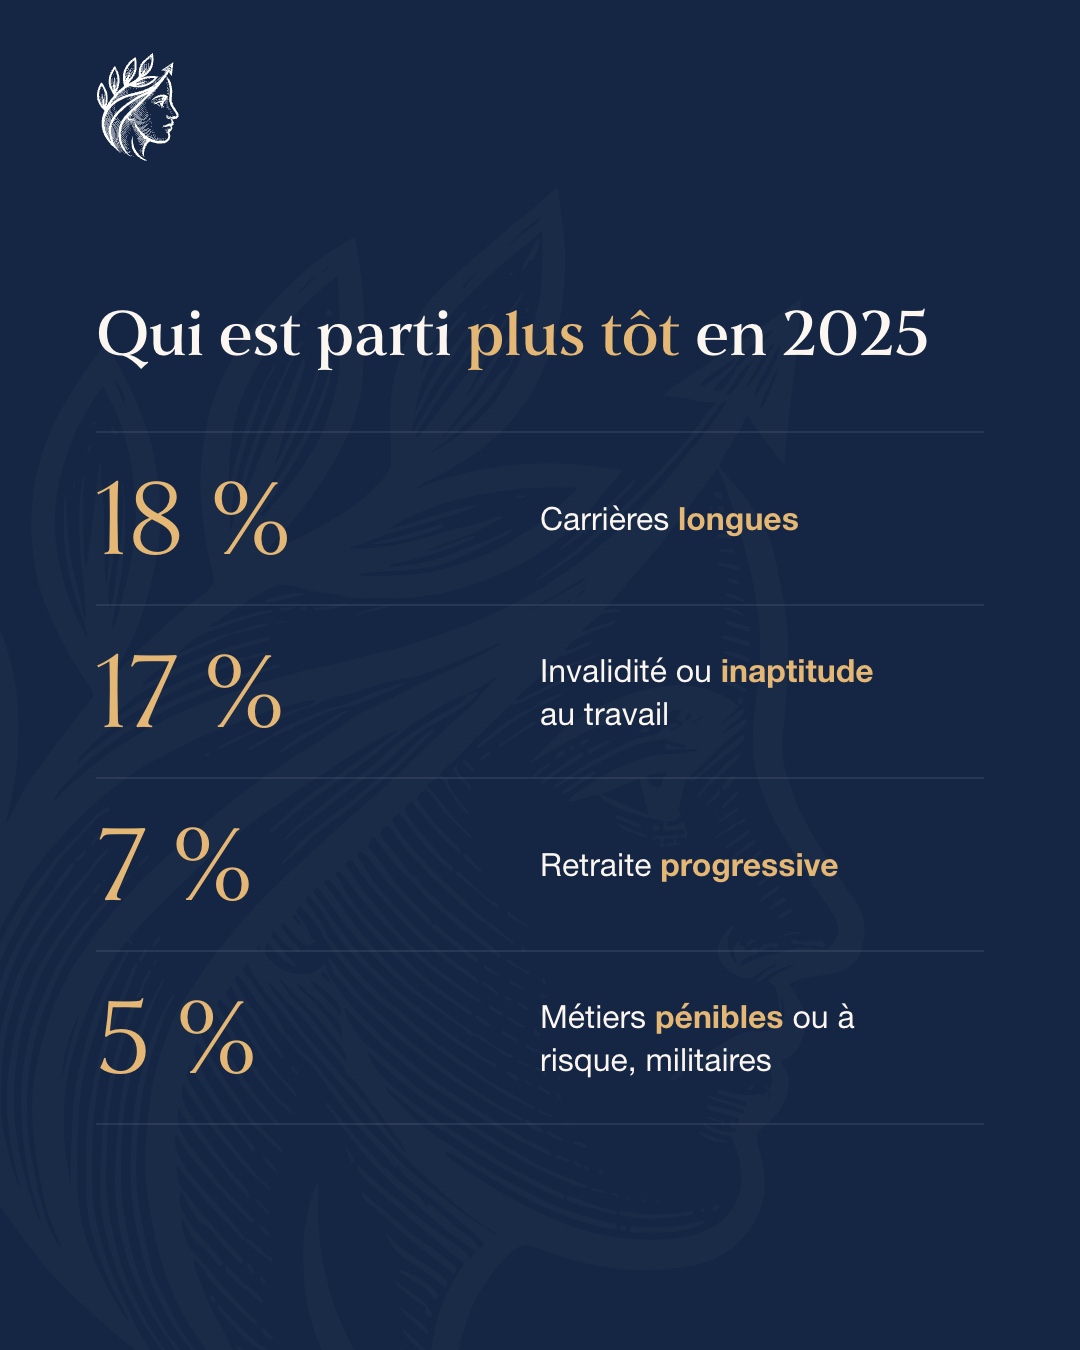 Qui est parti plus tôt en 2025
18 %
Carrières longues
17 %
Invalidité ou inaptitude
au travail
7 %
Retraite progressive
5 %
Métiers pénibles ou à
risque, militaires